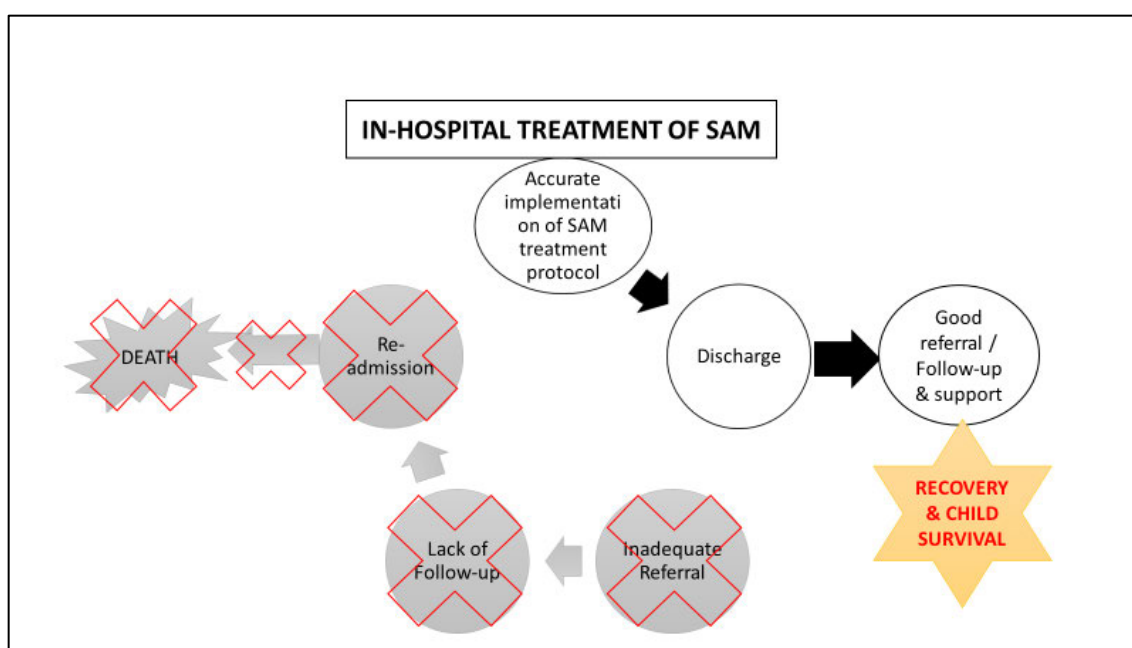 IN-HOSPITAL TREATMENT OF SAM
Accurate
implementati
on of SAM
treatment
protocol
Discharge
Good
referral /
Follow-up
& support
RECOVERY
& CHILD
SURVIVAL
Inadequate
Referral
Lack of
Follow-up
Re-
admission
DEATH